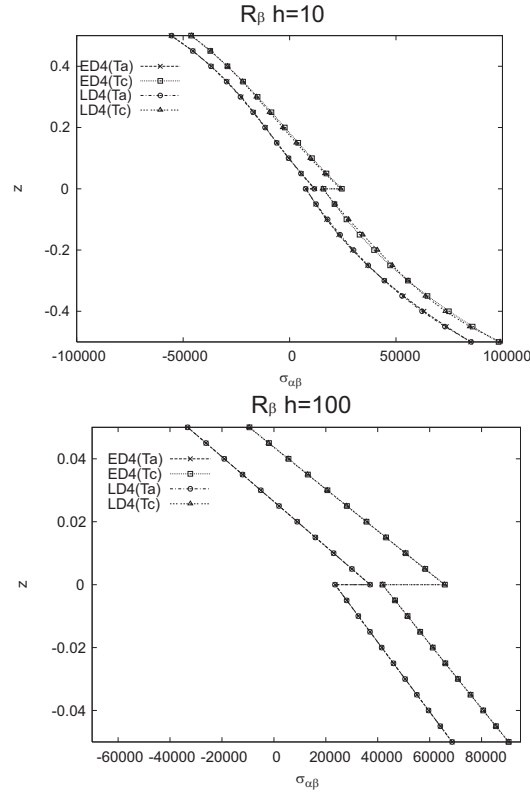 Rβ h=10
ED4(Ta)
ED4(Tc)
LD4(Ta)
LD4(Tc)
0.4
0.2
0
-0.2
-0.4
z
-100000 -50000 0 50000 100000
σαβ
Rβ h=100
ED4(Ta)
ED4(Tc)
LD4(Ta)
LD4(Tc)
0.04
0.02
0
-0.02
-0.04
z
-60000 -40000 -20000 0 20000 40000 60000 80000
σαβ